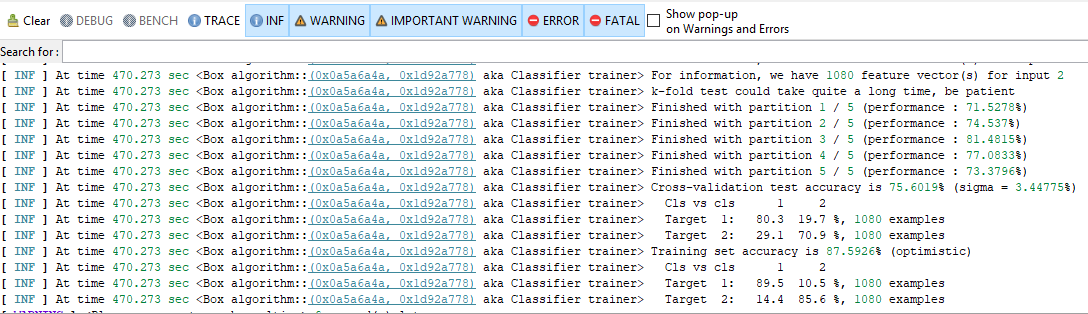 Clear DEBUG BENCH TRACE INF WARNING IMPORTANT WARNING ERROR FATAL Show pop-up
on Warnings and Errors
Search for :
[ INF ] At time 470.273 sec <Box algorithm::(0x0a5a6a4a, 0x1d92a778) aka Classifier trainer> For information, we have 1080 feature vector(s) for input 2
[ INF ] At time 470.273 sec <Box algorithm::(0x0a5a6a4a, 0x1d92a778) aka Classifier trainer> k-fold test could take quite a long time, be patient
[ INF ] At time 470.273 sec <Box algorithm::(0x0a5a6a4a, 0x1d92a778) aka Classifier trainer> Finished with partition 1 / 5 (performance : 71.5278%)
[ INF ] At time 470.273 sec <Box algorithm::(0x0a5a6a4a, 0x1d92a778) aka Classifier trainer> Finished with partition 2 / 5 (performance : 74.537%)
[ INF ] At time 470.273 sec <Box algorithm::(0x0a5a6a4a, 0x1d92a778) aka Classifier trainer> Finished with partition 3 / 5 (performance : 81.4815%)
[ INF ] At time 470.273 sec <Box algorithm::(0x0a5a6a4a, 0x1d92a778) aka Classifier trainer> Finished with partition 4 / 5 (performance : 77.0833%)
[ INF ] At time 470.273 sec <Box algorithm::(0x0a5a6a4a, 0x1d92a778) aka Classifier trainer> Finished with partition 5 / 5 (performance : 73.3796%)
[ INF ] At time 470.273 sec <Box algorithm::(0x0a5a6a4a, 0x1d92a778) aka Classifier trainer> Cross-validation test accuracy is 75.6019% (sigma = 3.44775%)
[ INF ] At time 470.273 sec <Box algorithm::(0x0a5a6a4a, 0x1d92a778) aka Classifier trainer> Cls vs cls 1 2
[ INF ] At time 470.273 sec <Box algorithm::(0x0a5a6a4a, 0x1d92a778) aka Classifier trainer> Target 1: 80.3 19.7 %, 1080 examples
[ INF ] At time 470.273 sec <Box algorithm::(0x0a5a6a4a, 0x1d92a778) aka Classifier trainer> Target 2: 29.1 70.9 %, 1080 examples
[ INF ] At time 470.273 sec <Box algorithm::(0x0a5a6a4a, 0x1d92a778) aka Classifier trainer> Training set accuracy is 87.5926% (optimistic)
[ INF ] At time 470.273 sec <Box algorithm::(0x0a5a6a4a, 0x1d92a778) aka Classifier trainer> Cls vs cls 1 2
[ INF ] At time 470.273 sec <Box algorithm::(0x0a5a6a4a, 0x1d92a778) aka Classifier trainer> Target 1: 89.5 10.5 %, 1080 examples
[ INF ] At time 470.273 sec <Box algorithm::(0x0a5a6a4a, 0x1d92a778) aka Classifier trainer> Target 2: 14.4 85.6 %, 1080 examples